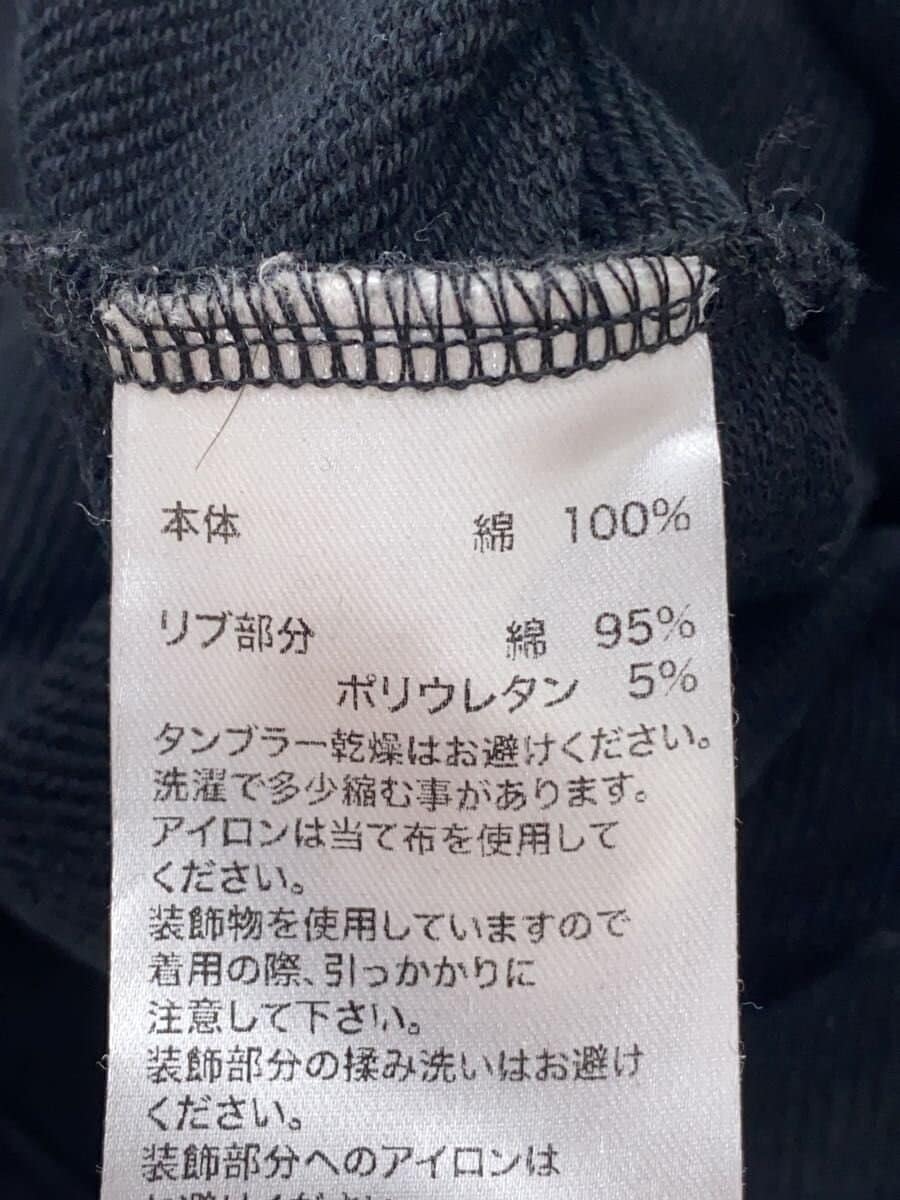 本体 綿 100%
リブ部分 綿 95%
ポリウレタン 5%
タンブラー乾燥はお避けください。
洗濯で多少縮む事があります。
アイロンは当て布を使用して
ください。
装飾物を使用していますので
着用の際、引っかかりに
注意して下さい。
装飾部分の揉み洗いはお避け
ください。
装飾部分へのアイロンは